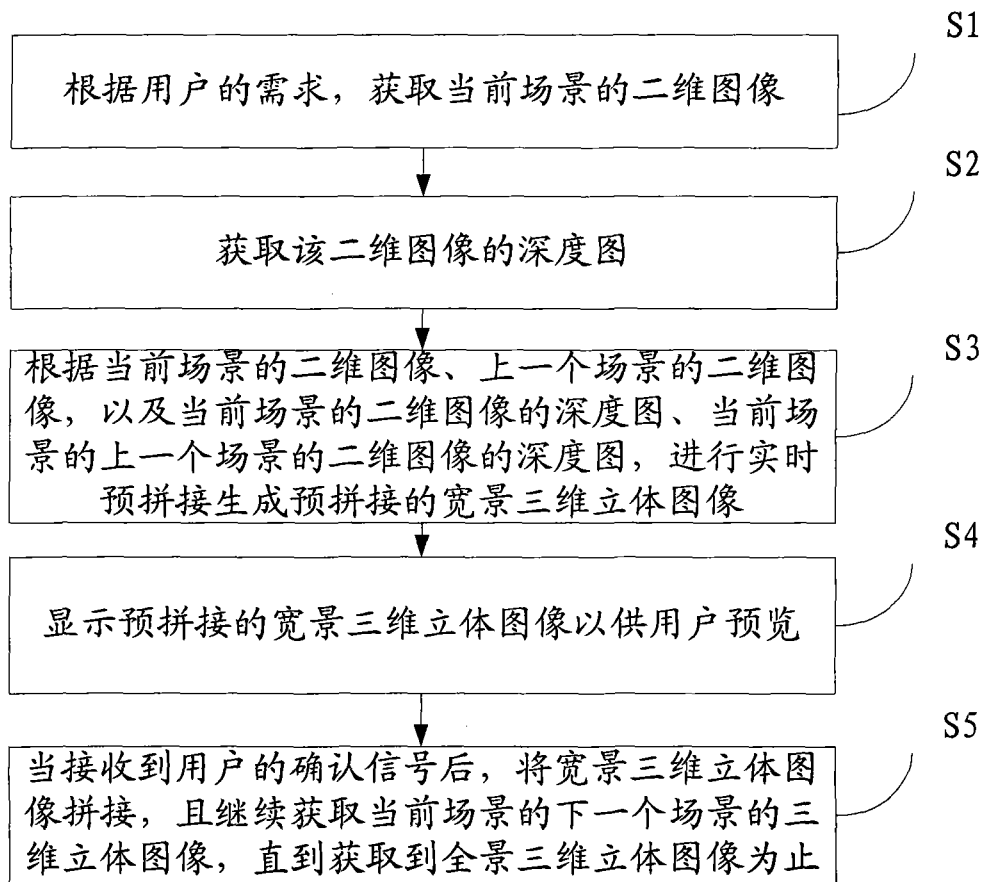 S1
根据用户的需求，获取当前场景的二维图像
S2
获取该二维图像的深度图
S3
根据当前场景的二维图像、上一个场景的二维图
像，以及当前场景的二维图像的深度图、当前场
景的上一个场景的二维图像的深度图，进行实时
预拼接生成预拼接的宽景三维立体图像
S4
显示预拼接的宽景三维立体图像以供用户预览
S5
当接收到用户的确认信号后，将宽景三维立体图
像拼接，且继续获取当前场景的下一个场景的三
维立体图像，直到获取到全景三维立体图像为止